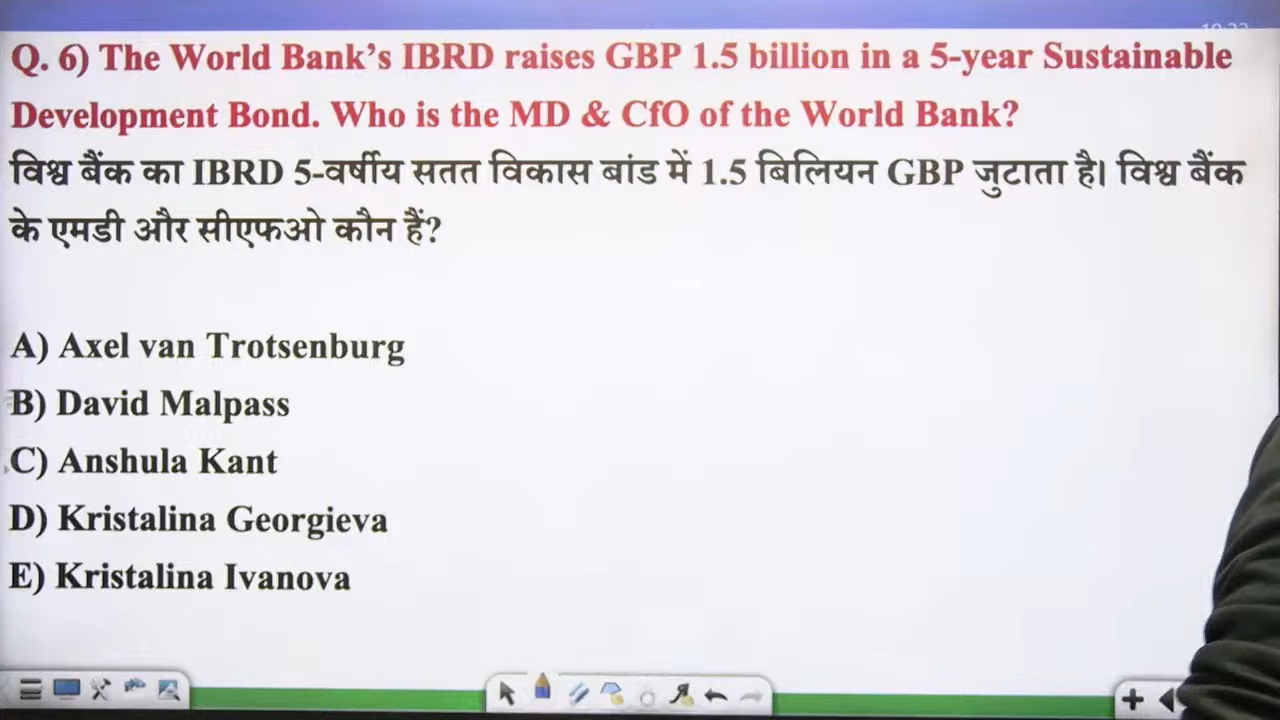 Q. 6) The World Bank’s IBRD raises GBP 1.5 billion in a 5-year Sustainable
Development Bond. Who is the MD & CfO of the World Bank?
विश्व बैंक का IBRD 5-वर्षीय सतत विकास बांड में 1.5 बिलियन GBP जुटाता है। विश्व बैंक
के एमडी और सीएफओ कौन हैं?
A) Axel van Trotsenburg
B) David Malpass
C) Anshula Kant
D) Kristalina Georgieva
E) Kristalina Ivanova